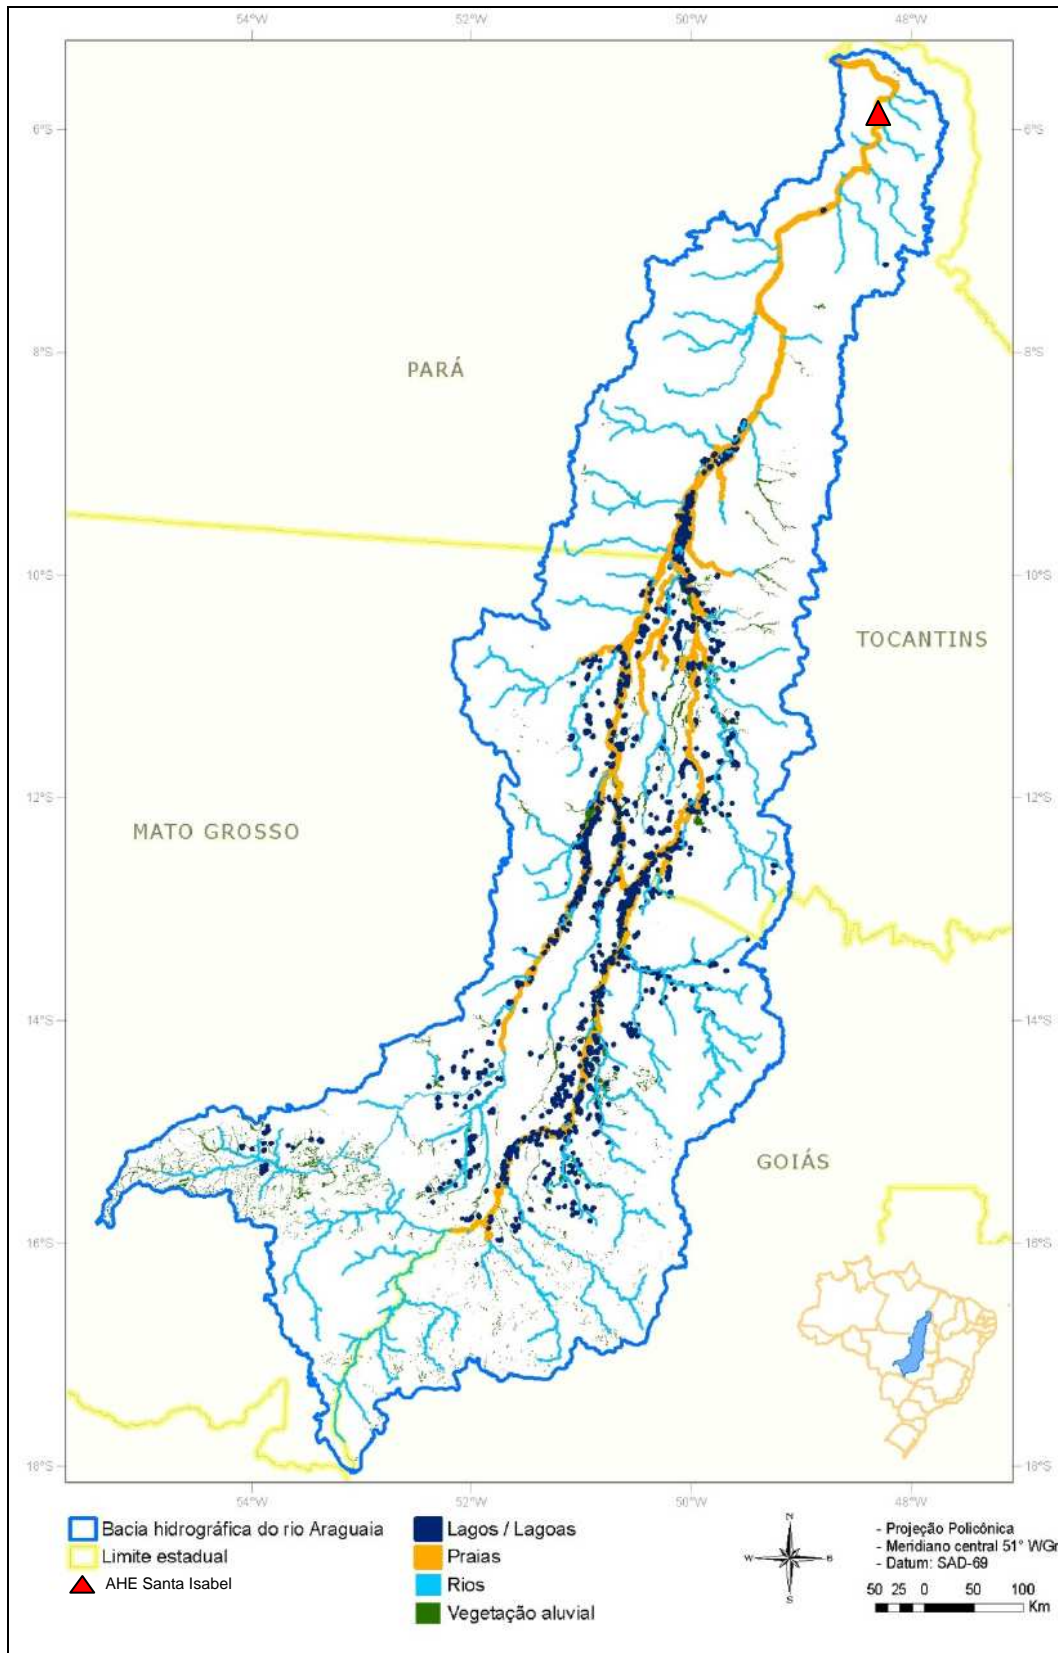 54°W 52°W 50°W 48°W
6°S 6°S
8°S 8°S
PARÁ
10°S 10°S
TOCANTINS
12°S 12°S
MATO GROSSO
14°S 14°S
GOIÁS
16°S 16°S
18°S 18°S
54°W 52°W 50°W 48°W
Bacia hidrográfica do rio Araguaia
Limite estadual
AHE Santa Isabel
Lagos / Lagoas
Praias
Rios
Vegetação aluvial
N
W E
S
- Projeção Policônica
- Meridiano central 51° WGr
- Datum: SAD-69
50 25 0 50 100
Km